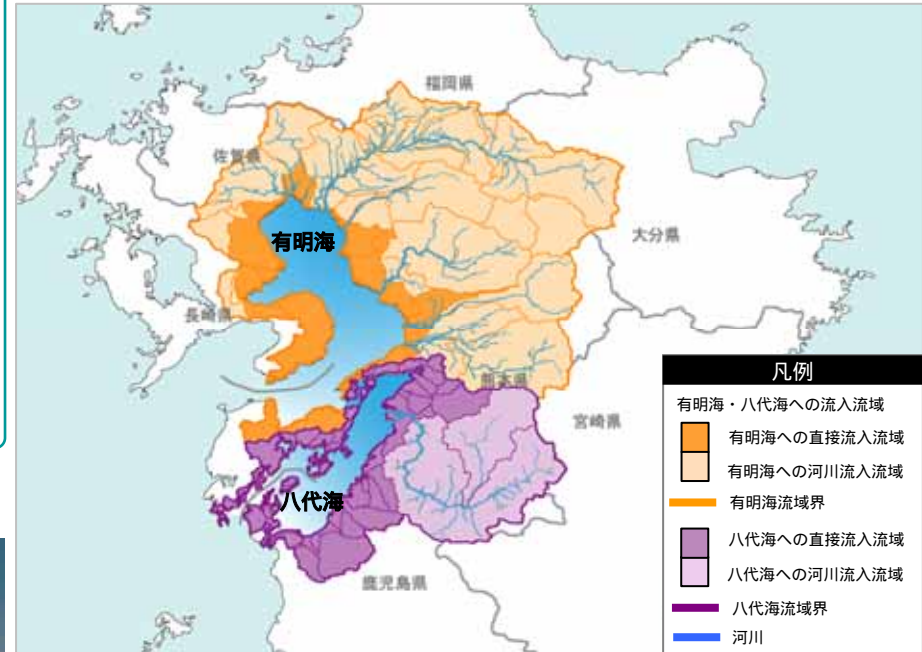 福岡県
佐賀県
大分県
有明海
長崎県
熊本県
宮崎県
八代海
鹿児島県
凡例
有明海・八代海への流入流域
有明海への直接流入流域
有明海への河川流入流域
有明海流域界
八代海への直接流入流域
八代海への河川流入流域
八代海流域界
河川